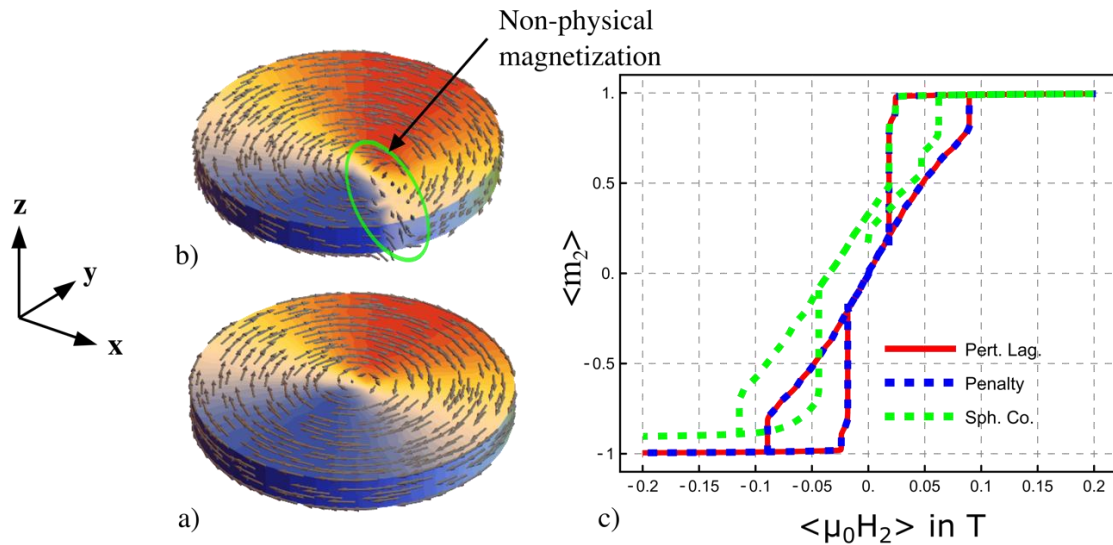 Non-physical
magnetization
z
y
x
b)
a)
<m₂>
1.
0.5
0.
-0.5
-1
Pert. Lag.
Penalty
Sph. Co.
-0.2 -0.15 -0.1 -0.05 0. 0.05 0.1 0.15 0.2
c)
<μ₀H₂> in T